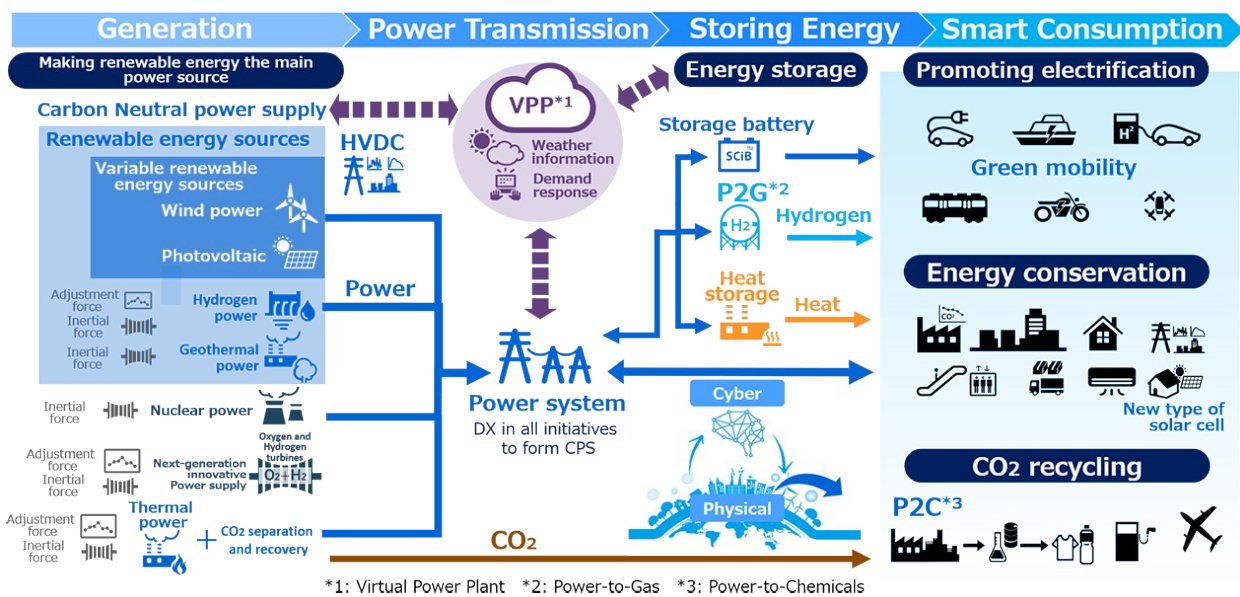 Generation
Power Transmission
Storing Energy
Smart Consumption
Making renewable energy the main
power source
Carbon Neutral power supply
Renewable energy sources
Variable renewable
energy sources
Wind power
Photovoltaic
Adjustment
force
Inertial
force
Hydrogen
power
Inertial
force
Geothermal
power
Inertial
force
Nuclear power
Adjustment
force
Inertial
force
Next-generation
innovative
Power supply
Oxygen and
Hydrogen
turbines
O2+H2
Adjustment
force
Inertial
force
Thermal
power
+
CO2 separation
and recovery
HVDC
Power
VPP*1
Weather
information
Demand
response
Power system
DX in all initiatives
to form CPS
CO2
Energy storage
Storage battery
SCiB™
P2G*2
H2
Hydrogen
Heat
storage
Heat
Cyber
Physical
Promoting electrification
H2
Green mobility
Energy conservation
CO2
New type of
solar cell
CO2 recycling
P2C*3
*1: Virtual Power Plant *2: Power-to-Gas *3: Power-to-Chemicals